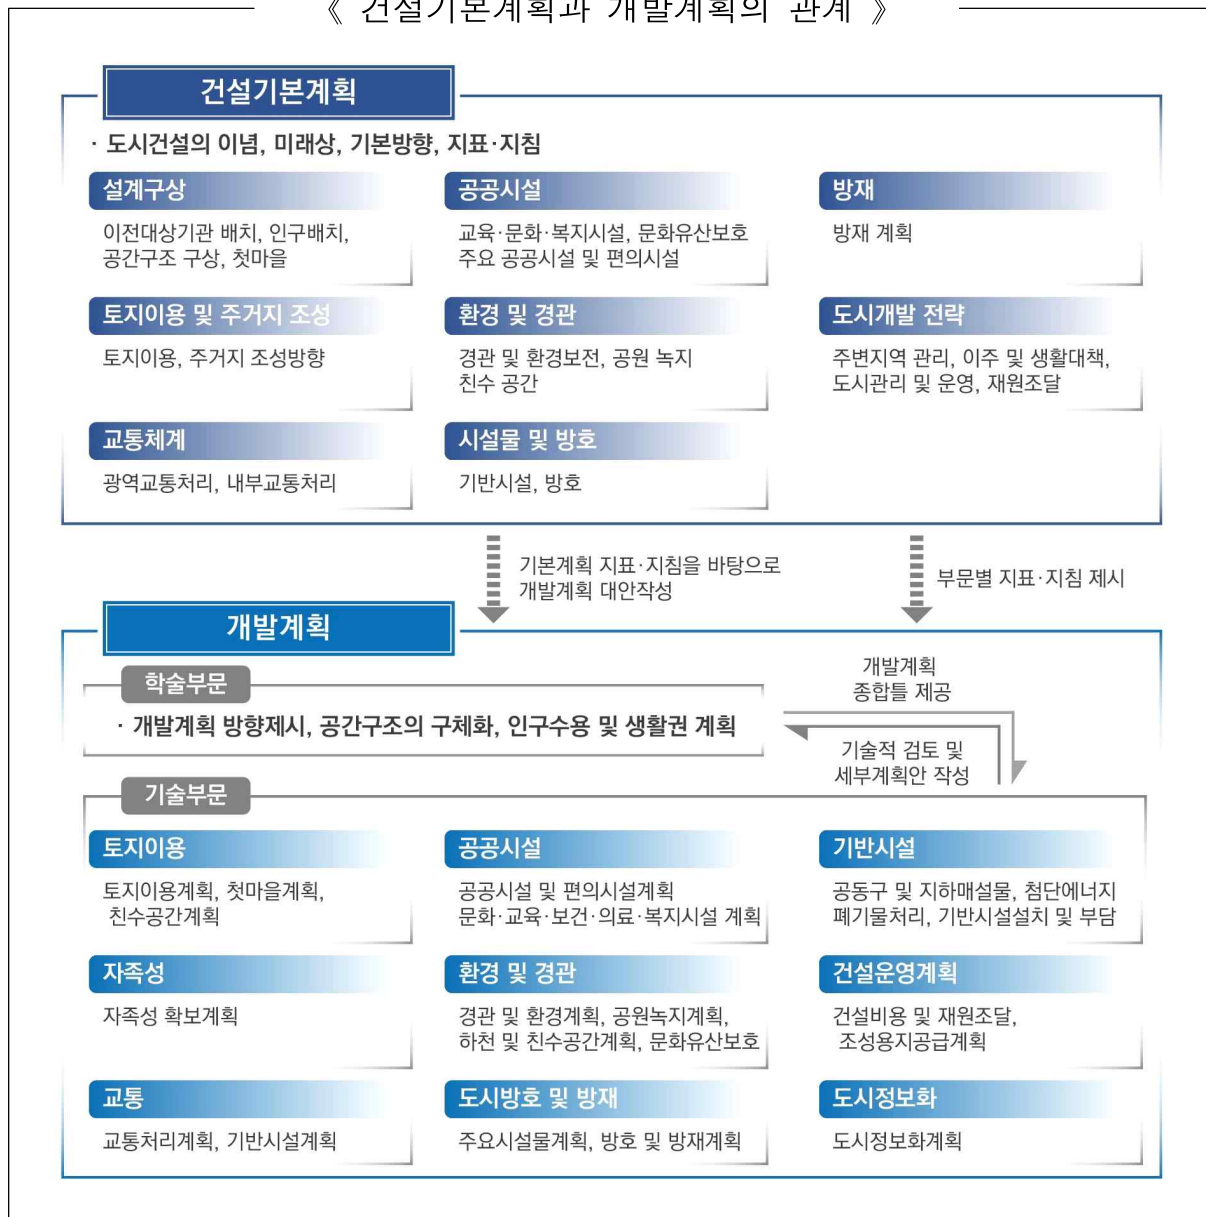 《 건설기본계획과 개발계획의 관계 》
건설기본계획
· 도시건설의 이념, 미래상, 기본방향, 지표·지침
설계구상
이전대상기관 배치, 인구배치,
공간구조 구상, 첫마을
공공시설
교육·문화·복지시설, 문화유산보호
주요 공공시설 및 편의시설
방재
방재 계획
토지이용 및 주거지 조성
토지이용, 주거지 조성방향
환경 및 경관
경관 및 환경보전, 공원 녹지
친수 공간
도시개발 전략
주변지역 관리, 이주 및 생활대책,
도시관리 및 운영, 재원조달
교통체계
광역교통처리, 내부교통처리
시설물 및 방호
기반시설, 방호
기본계획 지표·지침을 바탕으로
개발계획 대안작성
부문별 지표·지침 제시
개발계획
학술부문
· 개발계획 방향제시, 공간구조의 구체화, 인구수용 및 생활권 계획
개발계획
종합틀 제공
기술적 검토 및
세부계획안 작성
기술부문
토지이용
토지이용계획, 첫마을계획,
친수공간계획
공공시설
공공시설 및 편의시설계획
문화·교육·보건·의료·복지시설 계획
기반시설
공동구 및 지하매설물, 첨단에너지
폐기물처리, 기반시설설치 및 부담
자족성
자족성 확보계획
환경 및 경관
경관 및 환경계획, 공원녹지계획,
하천 및 친수공간계획, 문화유산보호
건설운영계획
건설비용 및 재원조달,
조성용지공급계획
교통
교통처리계획, 기반시설계획
도시방호 및 방재
주요시설물계획, 방호 및 방재계획
도시정보화
도시정보화계획